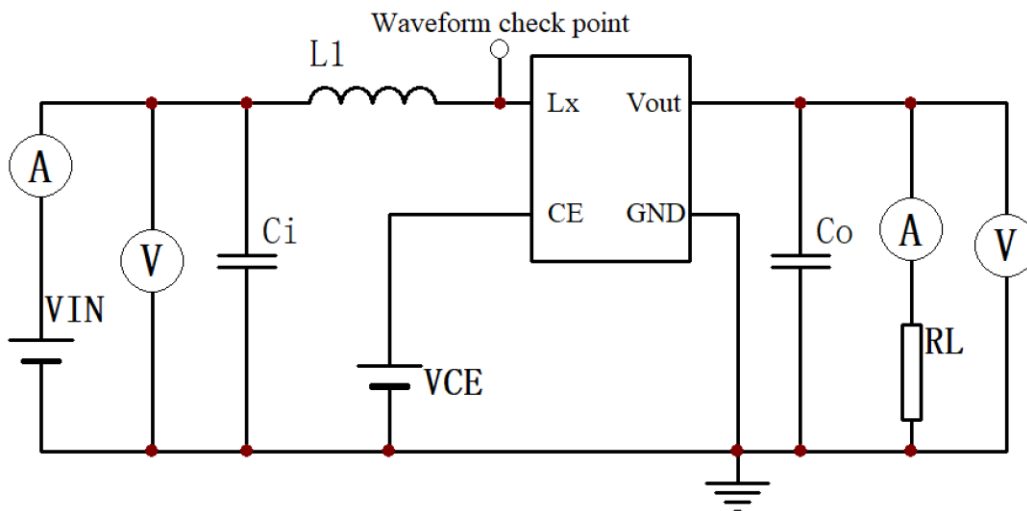 Waveform check point
L1
Lx Vout
A
CE GND
Ci
Co
A
V
V
VIN
VCE
RL